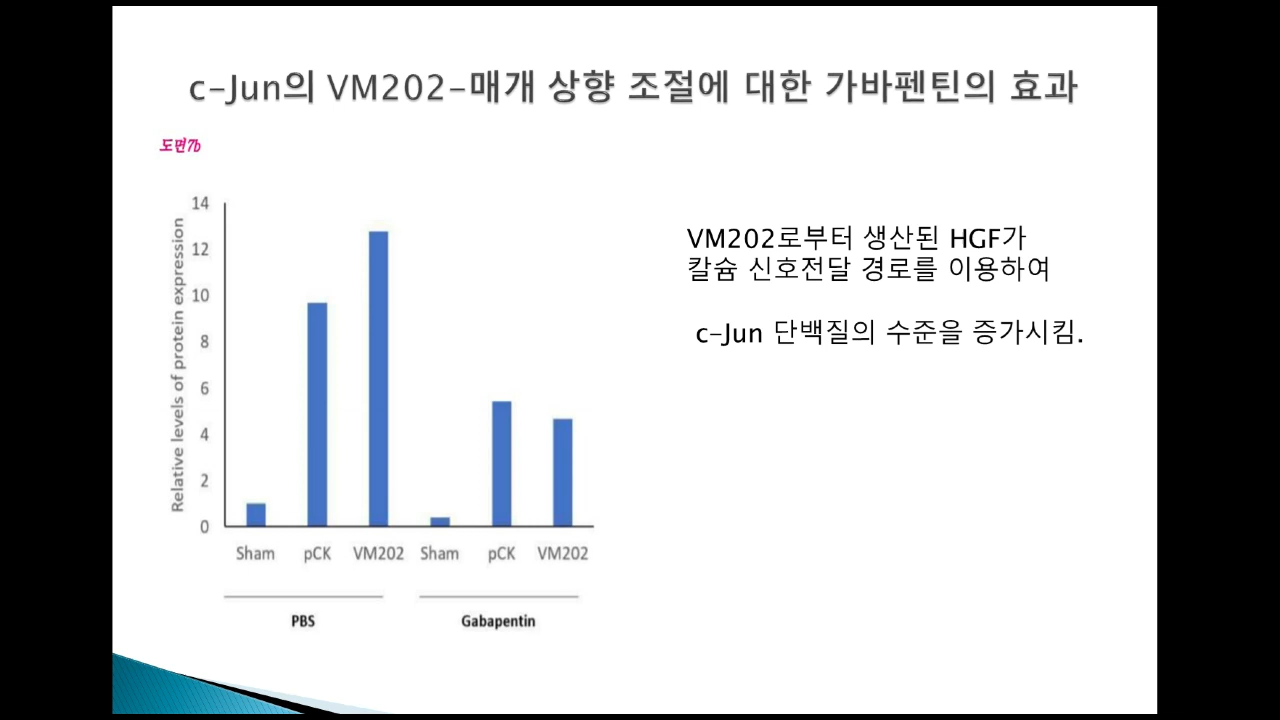 c-Jun의 VM202-매개 상향 조절에 대한 가바펜틴의 효과
도면7b
Relative levels of protein expression
14
12
10
8
6
4
2
0
Sham pCK VM202 Sham pCK VM202
PBS Gabapentin
VM202로부터 생산된 HGF가
칼슘 신호전달 경로를 이용하여
c-Jun 단백질의 수준을 증가시킴.